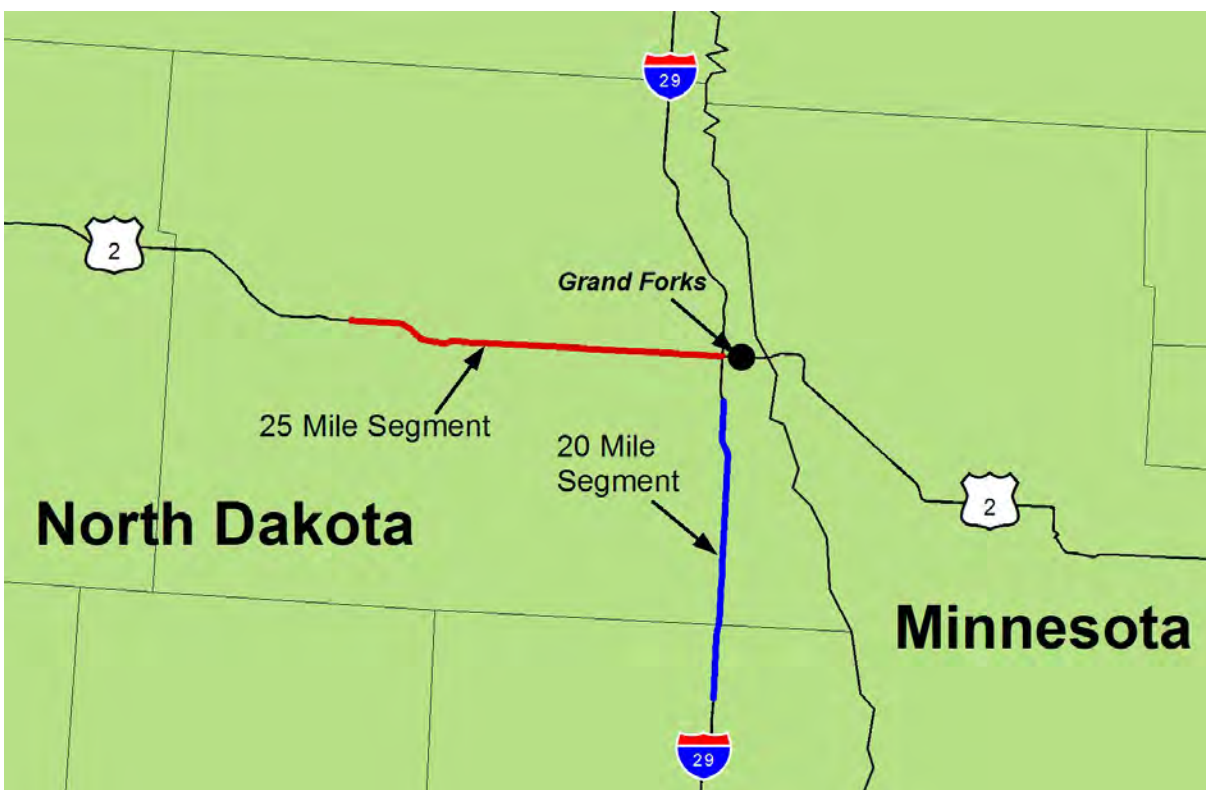 29
2
Grand Forks
25 Mile Segment
20 Mile
Segment
North Dakota
2
Minnesota
29